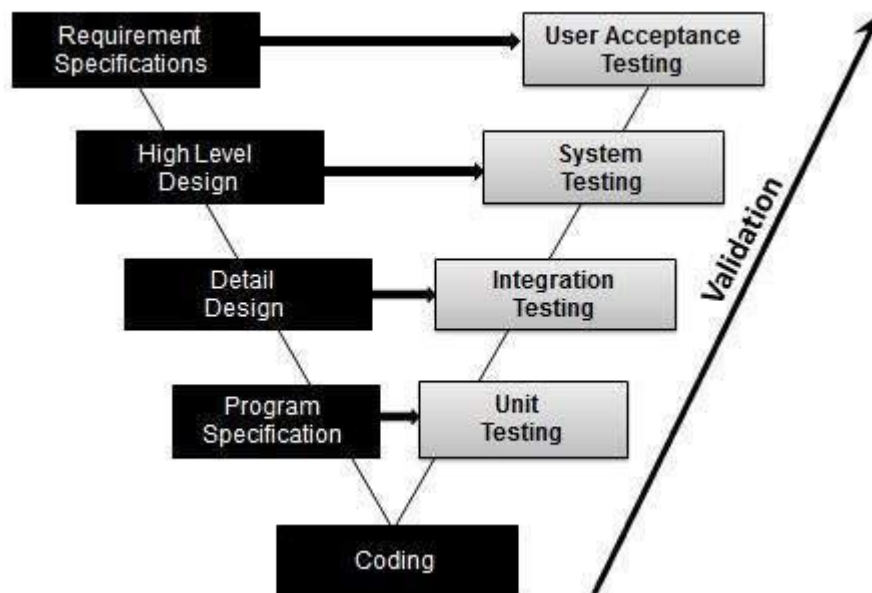 Requirement
Specifications
User Acceptance
Testing
High Level
Design
System
Testing
Detail
Design
Integration
Testing
Program
Specification
Unit
Testing
Coding
Validation